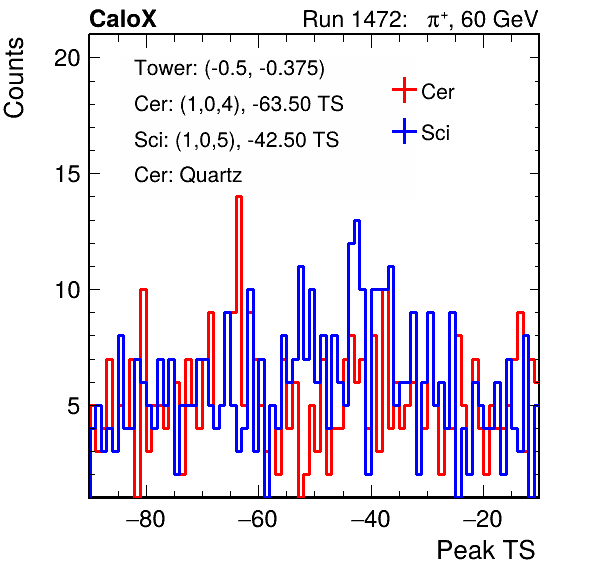 CaloX Run 1472: π⁺, 60 GeV
Counts
Tower: (-0.5, -0.375)
Cer: (1,0,4), -63.50 TS
Sci: (1,0,5), -42.50 TS
Cer: Quartz
Cer
Sci
20
15
10
5
−80 −60 −40 −20
Peak TS